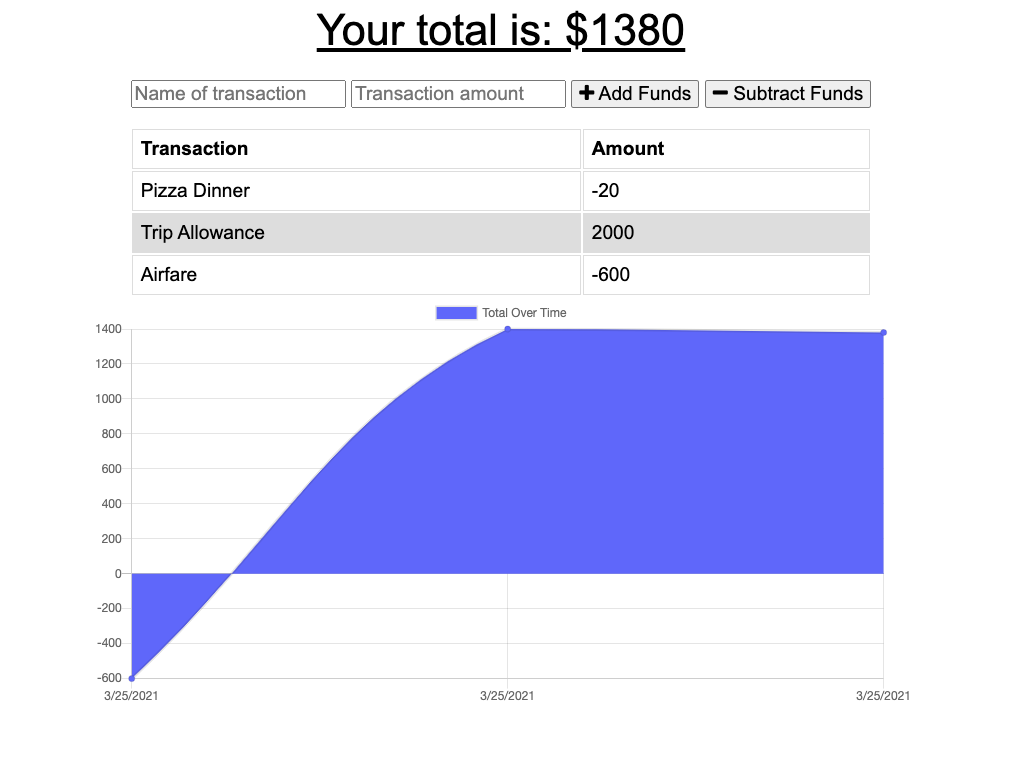 Your total is: $1380
Name of transaction Transaction amount Add Funds Subtract Funds
Transaction Amount
Pizza Dinner -20
Trip Allowance 2000
Airfare -600
Total Over Time
1400
1200
1000
800
600
400
200
0
-200
-400
-600
3/25/2021 3/25/2021 3/25/2021